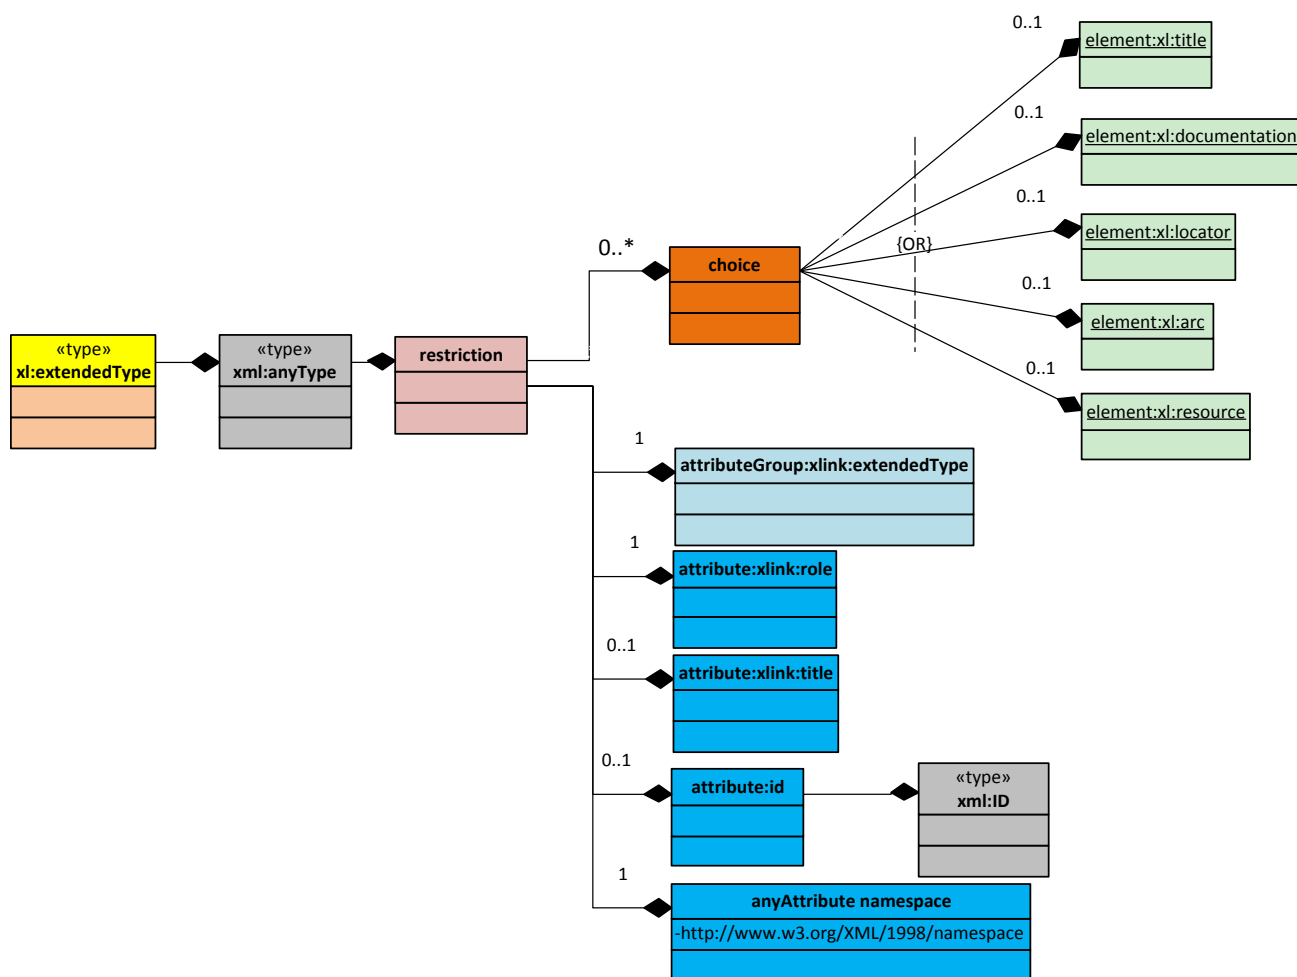 0..1
element:xl:title
0..1
element:xl:documentation
0..1
element:xl:locator
{OR}
0..*
choice
0..1
element:xl:arc
0..1
element:xl:resource
«type»
xl:extendedType
«type»
xml:anyType
restriction
1
attributeGroup:xlink:extendedType
1
attribute:xlink:role
0..1
attribute:xlink:title
0..1
attribute:id
«type»
xml:ID
1
anyAttribute namespace
-http://www.w3.org/XML/1998/namespace